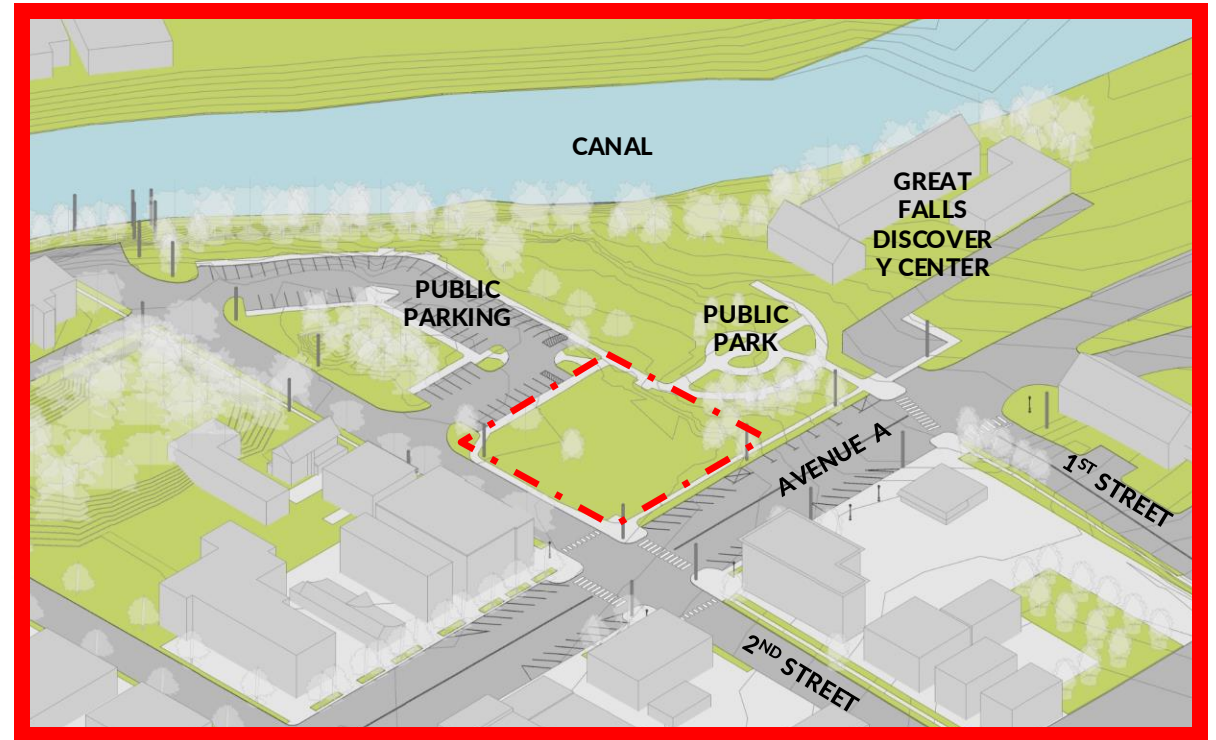 CANAL
GREAT
FALLS
DISCOVER
Y CENTER
PUBLIC
PARKING
PUBLIC
PARK
AVENUE A
1ST STREET
2ND STREET